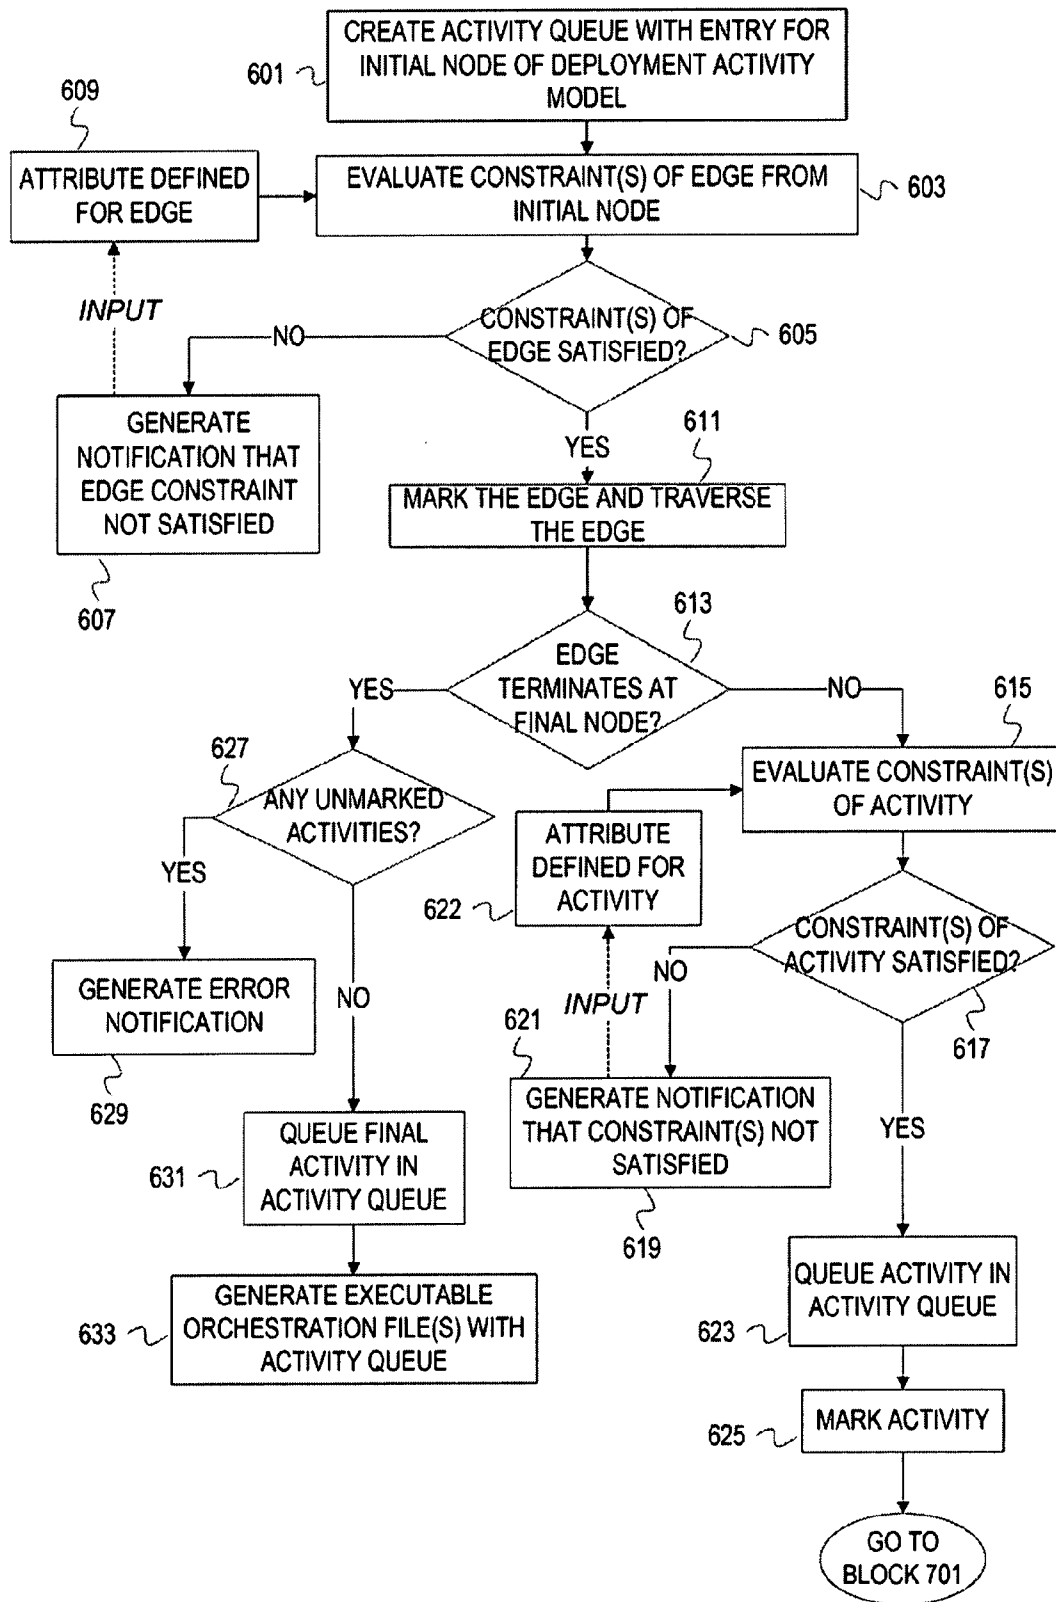 CREATE ACTIVITY QUEUE WITH ENTRY FOR
INITIAL NODE OF DEPLOYMENT ACTIVITY
MODEL
601
609
ATTRIBUTE DEFINED
FOR EDGE
EVALUATE CONSTRAINT(S) OF EDGE FROM
INITIAL NODE
603
INPUT
CONSTRAINT(S) OF
EDGE SATISFIED?
605
NO
GENERATE
NOTIFICATION THAT
EDGE CONSTRAINT
NOT SATISFIED
607
YES
611
MARK THE EDGE AND TRAVERSE
THE EDGE
613
EDGE
TERMINATES AT
FINAL NODE?
YES
NO
615
627
ANY UNMARKED
ACTIVITIES?
EVALUATE CONSTRAINT(S)
OF ACTIVITY
ATTRIBUTE
DEFINED FOR
ACTIVITY
622
YES
CONSTRAINT(S) OF
ACTIVITY SATISFIED?
617
NO
GENERATE ERROR
NOTIFICATION
629
NO
INPUT
621
GENERATE NOTIFICATION
THAT CONSTRAINT(S) NOT
SATISFIED
619
YES
QUEUE FINAL
ACTIVITY IN
ACTIVITY QUEUE
631
QUEUE ACTIVITY IN
ACTIVITY QUEUE
623
GENERATE EXECUTABLE
ORCHESTRATION FILE(S) WITH
ACTIVITY QUEUE
633
MARK ACTIVITY
625
GO TO
BLOCK 701